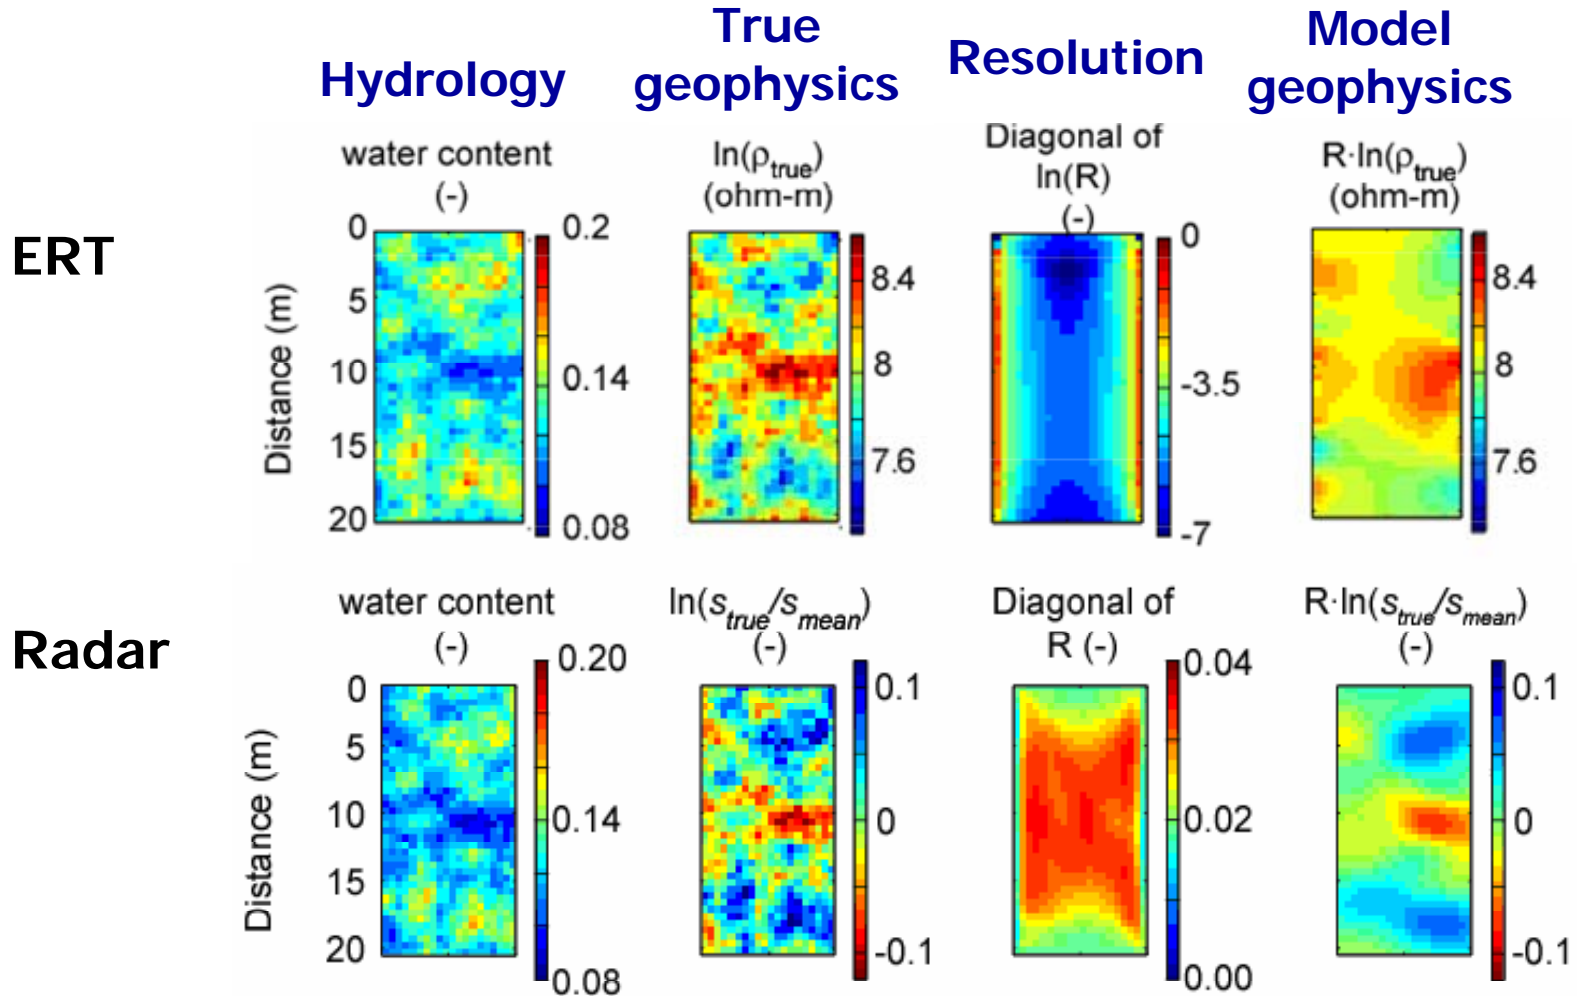 Hydrology
True
geophysics
Resolution
Model
geophysics
ERT
water content
(-)
ln(ρtrue)
(ohm-m)
Diagonal of
ln(R)
(-)
R·ln(ρtrue)
(ohm-m)
Distance (m)
0
5
10
15
20
0.2
0.14
0.08
8.4
8
7.6
0
-3.5
-7
8.4
8
7.6
Radar
water content
(-)
ln(strue/smean)
(-)
Diagonal of
R (-)
R·ln(strue/smean)
(-)
Distance (m)
0
5
10
15
20
0.20
0.14
0.08
0.1
0
-0.1
0.04
0.02
0.00
0.1
0
-0.1